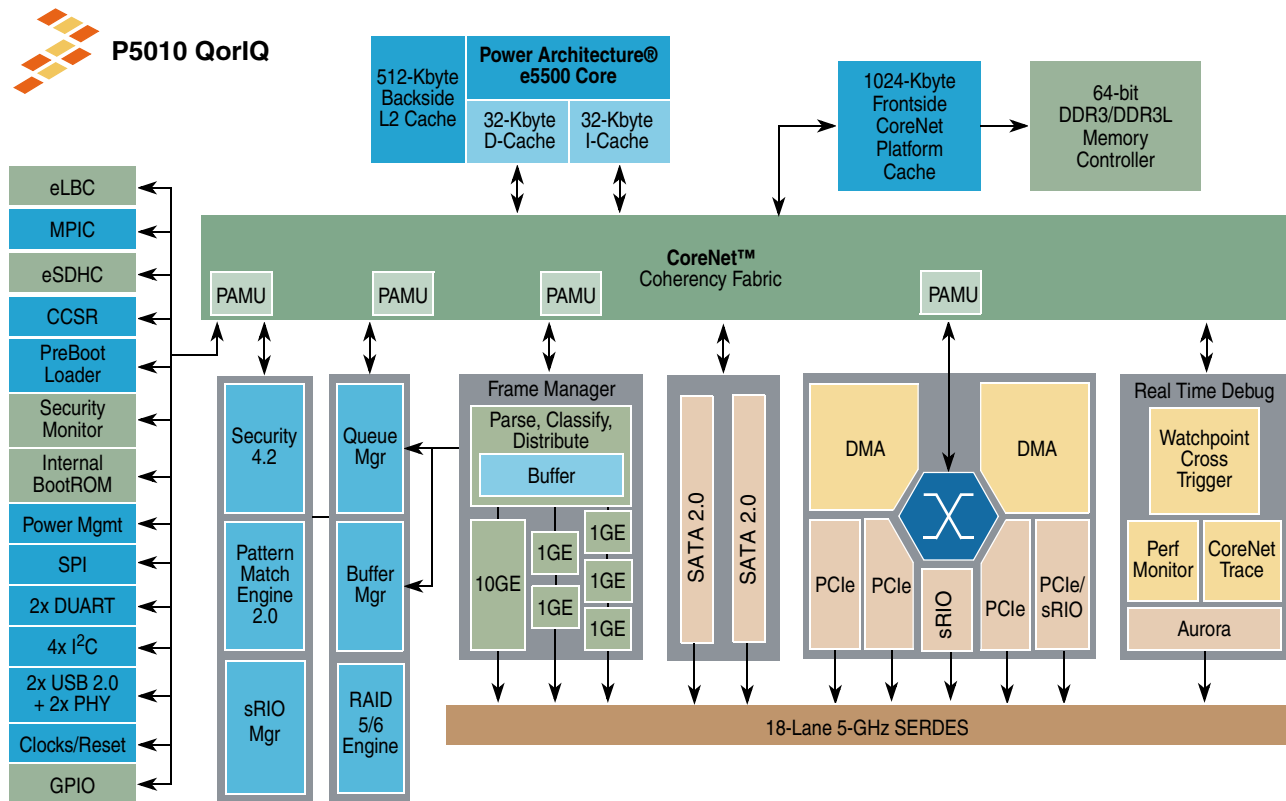 P5010 QorIQ
512-Kbyte
Backside
L2 Cache
Power Architecture®
e5500 Core
32-Kbyte
D-Cache
32-Kbyte
I-Cache
1024-Kbyte
Frontside
CoreNet
Platform
Cache
64-bit
DDR3/DDR3L
Memory
Controller
eLBC
MPIC
eSDHC
CCSR
PreBoot
Loader
Security
Monitor
Internal
BootROM
Power Mgmt
SPI
2x DUART
4x I²C
2x USB 2.0
+ 2x PHY
Clocks/Reset
GPIO
CoreNet™
Coherency Fabric
PAMU
PAMU
PAMU
PAMU
Security
4.2
Pattern
Match
Engine
2.0
sRIO
Mgr
Queue
Mgr
Buffer
Mgr
RAID
5/6
Engine
Frame Manager
Parse, Classify,
Distribute
Buffer
10GE
1GE
1GE
1GE
1GE
1GE
SATA 2.0
SATA 2.0
DMA
DMA
PCIe
PCIe
sRIO
PCIe
PCIe/
sRIO
Real Time Debug
Watchpoint
Cross
Trigger
Perf
Monitor
CoreNet
Trace
Aurora
18-Lane 5-GHz SERDES